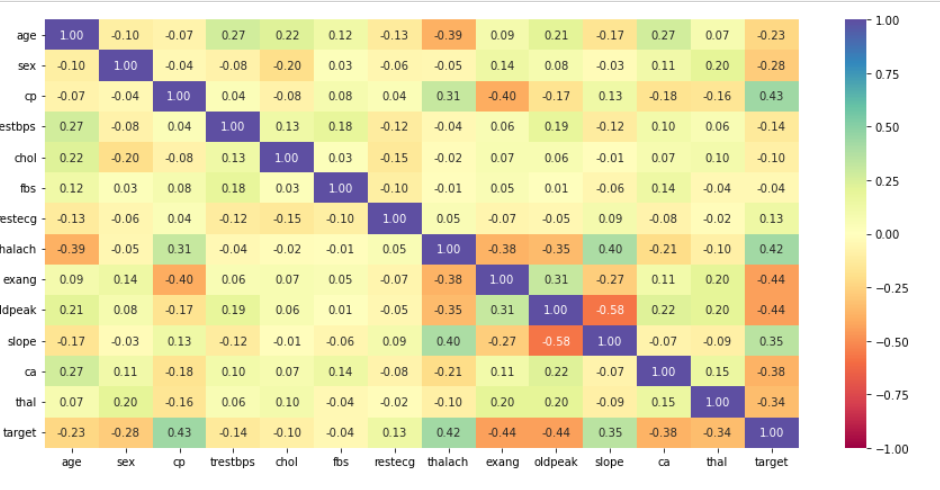 age 1.00 -0.10 -0.07 0.27 0.22 0.12 -0.13 -0.39 0.09 0.21 -0.17 0.27 0.07 -0.23
sex -0.10 1.00 -0.04 -0.08 -0.20 0.03 -0.06 -0.05 0.14 0.08 -0.03 0.11 0.20 -0.28
cp -0.07 -0.04 1.00 0.04 -0.08 0.08 0.04 0.31 -0.40 -0.17 0.13 -0.18 -0.16 0.43
estbps 0.27 -0.08 0.04 1.00 0.13 0.18 -0.12 -0.04 0.06 0.19 -0.12 0.10 0.06 -0.14
chol 0.22 -0.20 -0.08 0.13 1.00 0.03 -0.15 -0.02 0.07 0.06 -0.01 0.07 0.10 -0.10
fbs 0.12 0.03 0.08 0.18 0.03 1.00 -0.10 -0.01 0.05 0.01 -0.06 0.14 -0.04 -0.04
estecg -0.13 -0.06 0.04 -0.12 -0.15 -0.10 1.00 0.05 -0.07 -0.05 0.09 -0.08 -0.02 0.13
halach -0.39 -0.05 0.31 -0.04 -0.02 -0.01 0.05 1.00 -0.38 -0.35 0.40 -0.21 -0.10 0.42
exang 0.09 0.14 -0.40 0.06 0.07 0.05 -0.07 -0.38 1.00 0.31 -0.27 0.11 0.20 -0.44
ldpeak 0.21 0.08 -0.17 0.19 0.06 0.01 -0.05 -0.35 0.31 1.00 -0.58 0.22 0.20 -0.44
slope -0.17 -0.03 0.13 -0.12 -0.01 -0.06 0.09 0.40 -0.27 -0.58 1.00 -0.07 -0.09 0.35
ca 0.27 0.11 -0.18 0.10 0.07 0.14 -0.08 -0.21 0.11 0.22 -0.07 1.00 0.15 -0.38
thal 0.07 0.20 -0.16 0.06 0.10 -0.04 -0.02 -0.10 0.20 0.20 -0.09 0.15 1.00 -0.34
target -0.23 -0.28 0.43 -0.14 -0.10 -0.04 0.13 0.42 -0.44 -0.44 0.35 -0.38 -0.34 1.00
age sex cp trestbps chol fbs restecg thalach exang oldpeak slope ca thal target
1.00
0.75
0.50
0.25
0.00
−0.25
−0.50
−0.75
−1.00